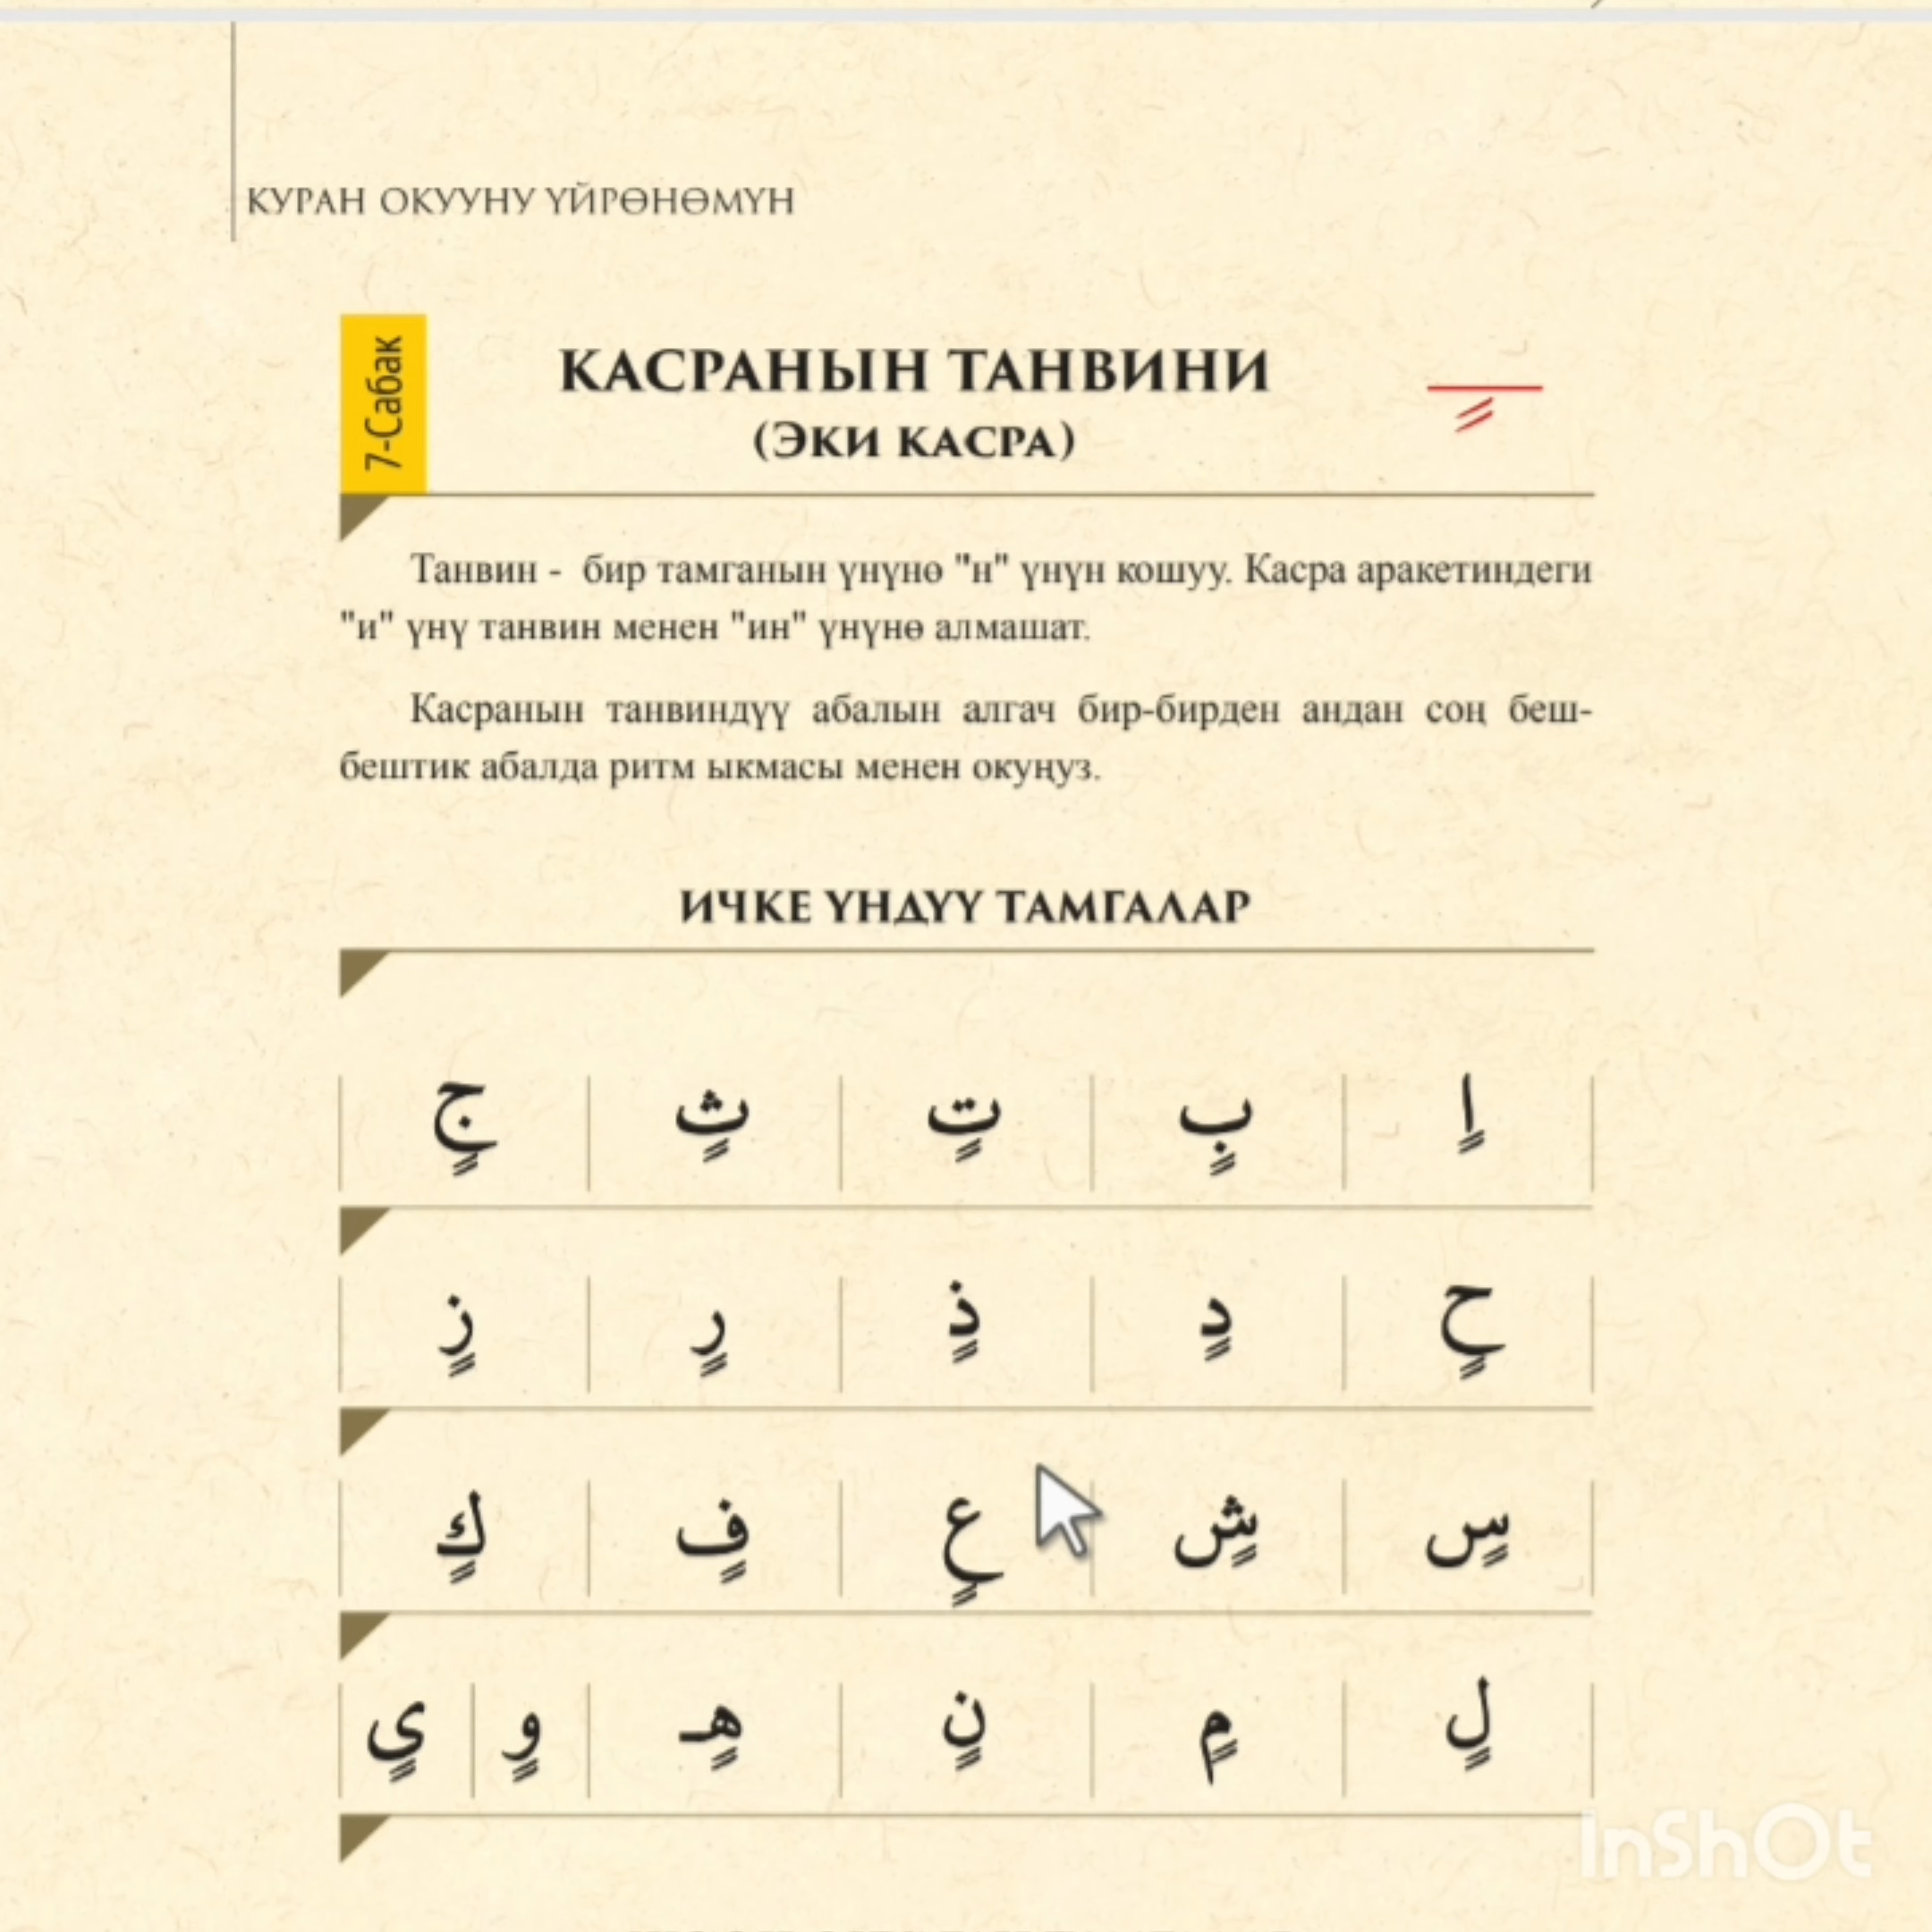 КУРАН ОКУУНУ ҮЙРӨНӨМҮН
7-Сабак
КАСРАНЫН ТАНВИНИ
(ЭКИ КАСРА)
Танвин - бир тамганын үнүнө "н" үнүн кошуу. Касра аракетиндеги
"и" үнү танвин менен "ин" үнүнө алмашат.
Касранын танвиндүү абалын алгач бир-бирден андан соң беш-
бештик абалда ритм ыкмасы менен окуңуз.
ИЧКЕ ҮНДҮҮ ТАМГАЛАР
اٍ بٍ تٍ ثٍ جٍ
حٍ دٍ ذٍ رٍ زٍ
سٍ شٍ عٍ فٍ كٍ
لٍ مٍ نٍ هٍـ وٍ يٍ
InShOt